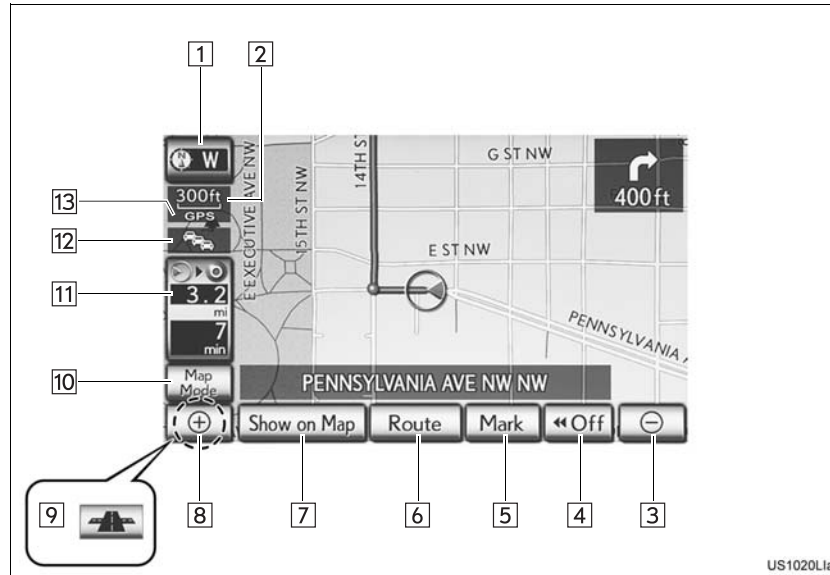 1
2
W
300ft
GPS
13
12
11
3.2
mi
7
min
10
Map
Mode
E EXECUTIVE AVE NW
15TH ST NW
14TH ST
G ST NW
400ft
E ST NW
PENNSYLVANIA A
PENNSYLVANIA AVE NW NW
Show on Map
Route
Mark
Off
9
8
7
6
5
4
3
US1020LIa